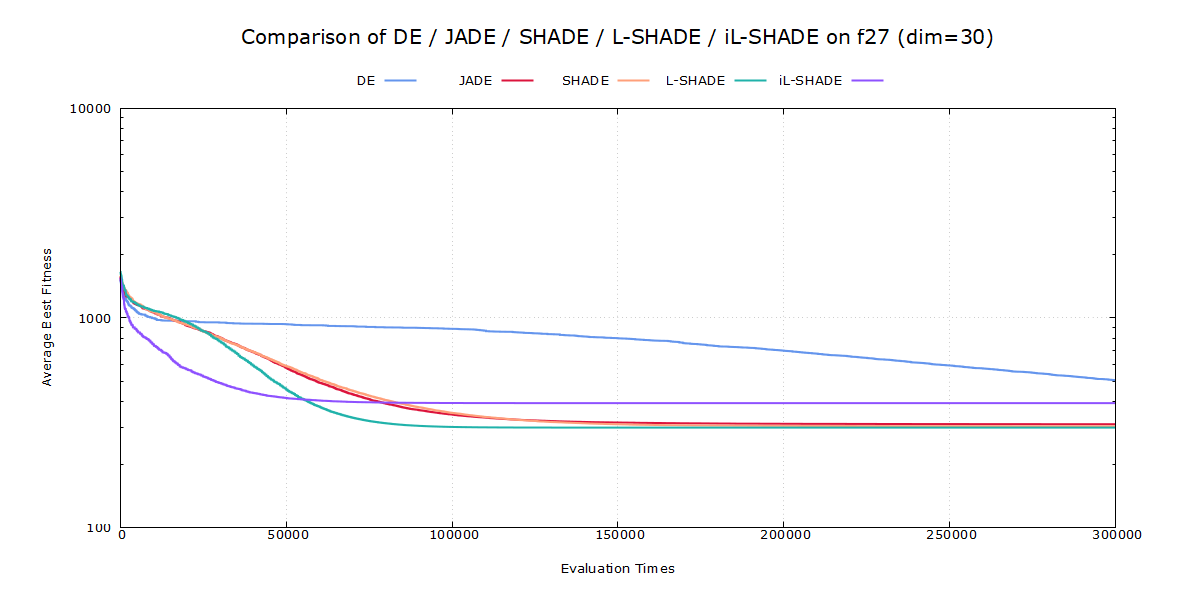 Comparison of DE / JADE / SHADE / L-SHADE / iL-SHADE on f27 (dim=30)
DE JADE SHADE L-SHADE iL-SHADE
10000
1000
100
Average Best Fitness
0 50000 100000 150000 200000 250000 300000
Evaluation Times